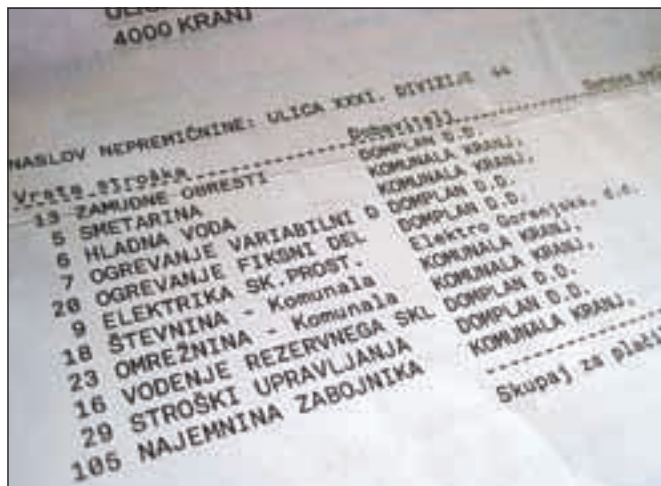 4000 KRANJ
NASLOV NEPREMIČNINE: ULICA XXXI. DIVIZIJE
Vrsta stroška Dobavitelj
13 ZAMUDNE OBRESTI DOMPLAN D.D.
5 SMETARINA KOMUNALA KRANJ,
6 HLADNA VODA KOMUNALA KRANJ,
7 OGREVANJE VARIABILNI D DOMPLAN D.D.
20 OGREVANJE FIKSNI DEL DOMPLAN D.D.
9 ELEKTRIKA SK.PROST. Elektro Gorenjska, d.d.
18 ŠTEVNINA - Komunala KOMUNALA KRANJ,
23 OMREŽNINA - Komunala KOMUNALA KRANJ,
16 VODENJE REZERVNEGA SKL DOMPLAN D.D.
29 STROŠKI UPRAVLJANJA DOMPLAN D.D.
105 NAJEMNINA ZABOJNIKA KOMUNALA KRANJ,
Skupaj za